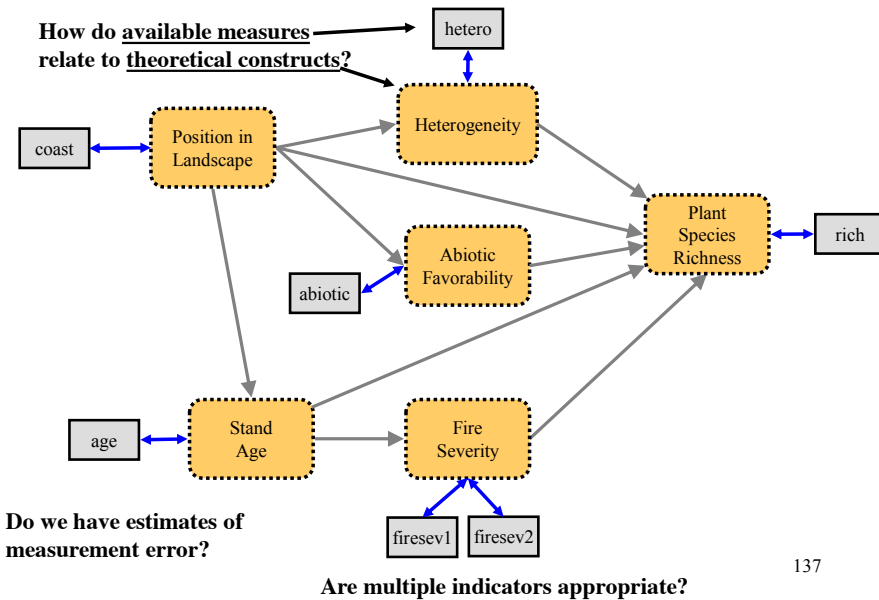 How do available measures
relate to theoretical constructs?
hetero
Heterogeneity
Position in
Landscape
coast
Plant
Species
Richness
rich
Abiotic
Favorability
abiotic
Stand
Age
age
Fire
Severity
firesev1
firesev2
Do we have estimates of
measurement error?
Are multiple indicators appropriate?
137